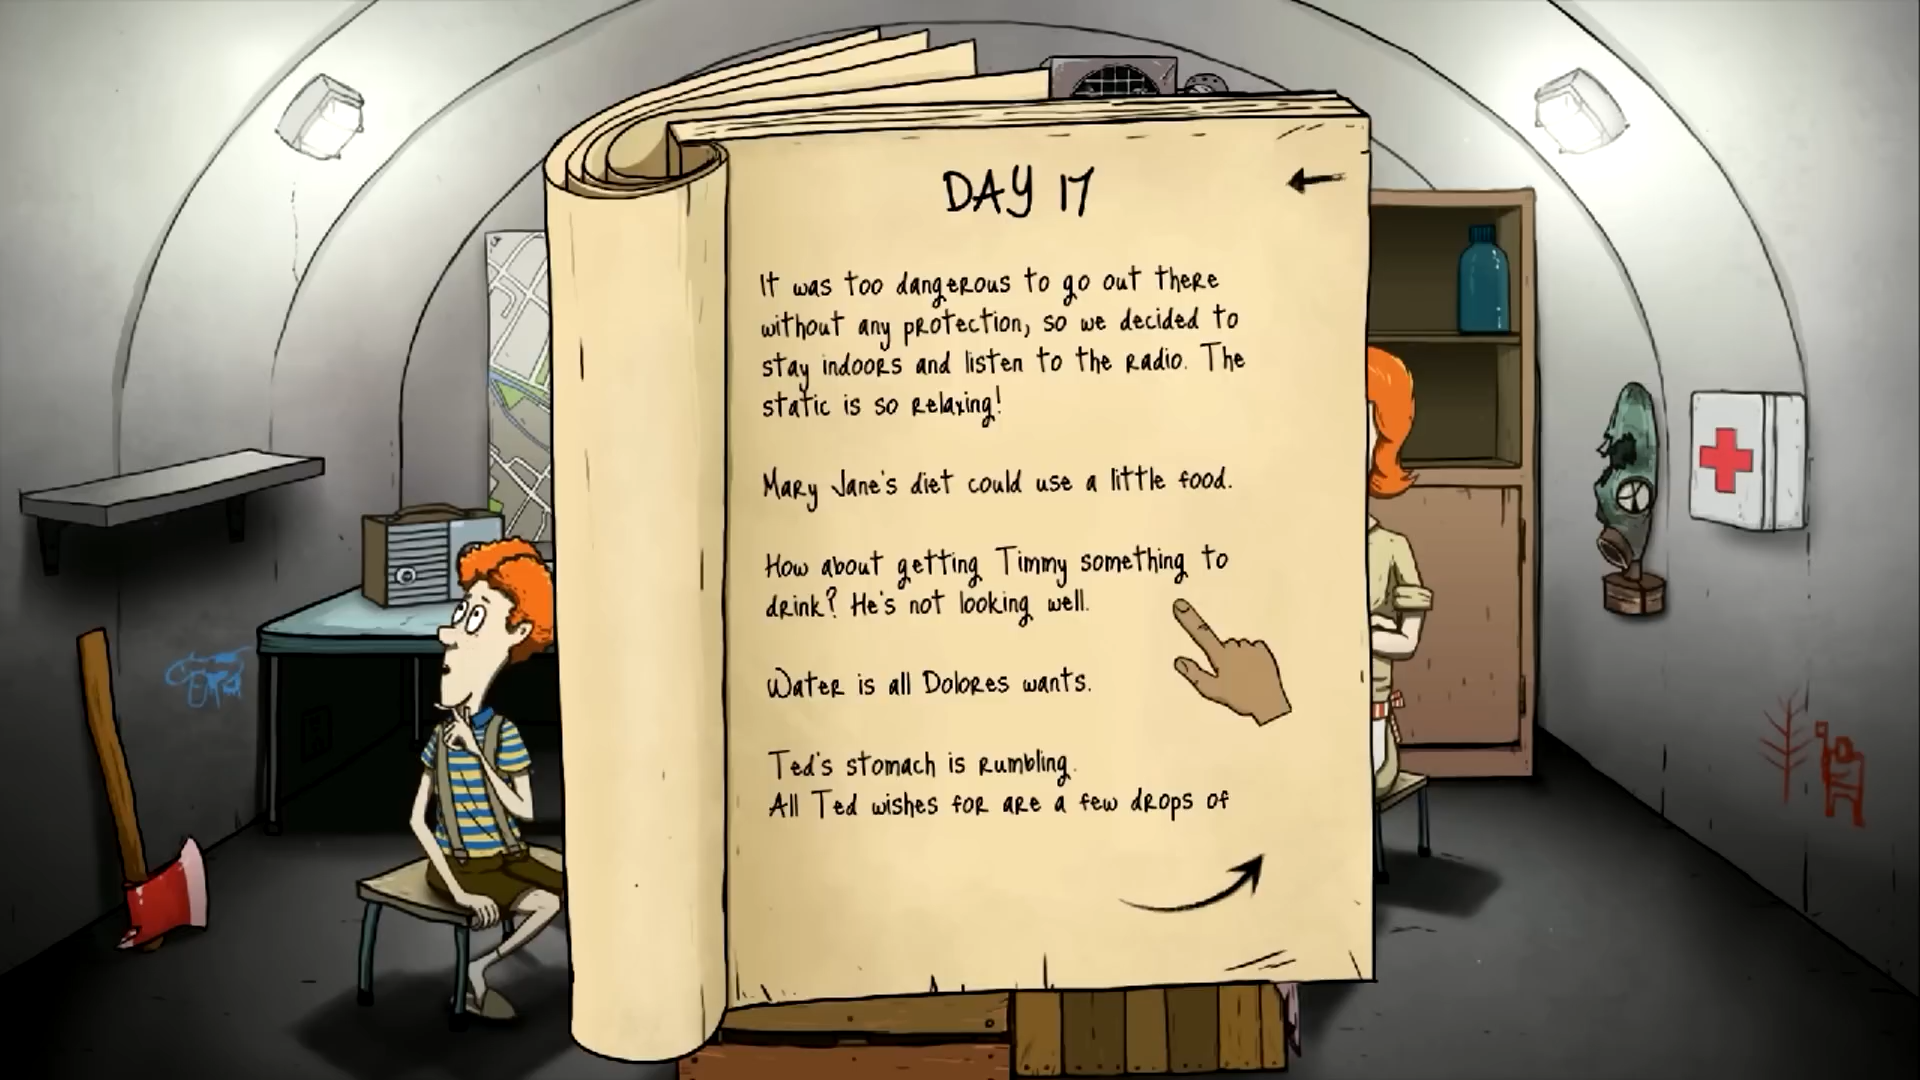 DAY 17
It was too dangerous to go out there
without any protection, so we decided to
stay indoors and listen to the radio. The
static is so relaxing!
Mary Jane's diet could use a little food.
How about getting Timmy something to
drink? He's not looking well.
Water is all Dolores wants.
Ted's stomach is rumbling.
All Ted wishes for are a few drops of